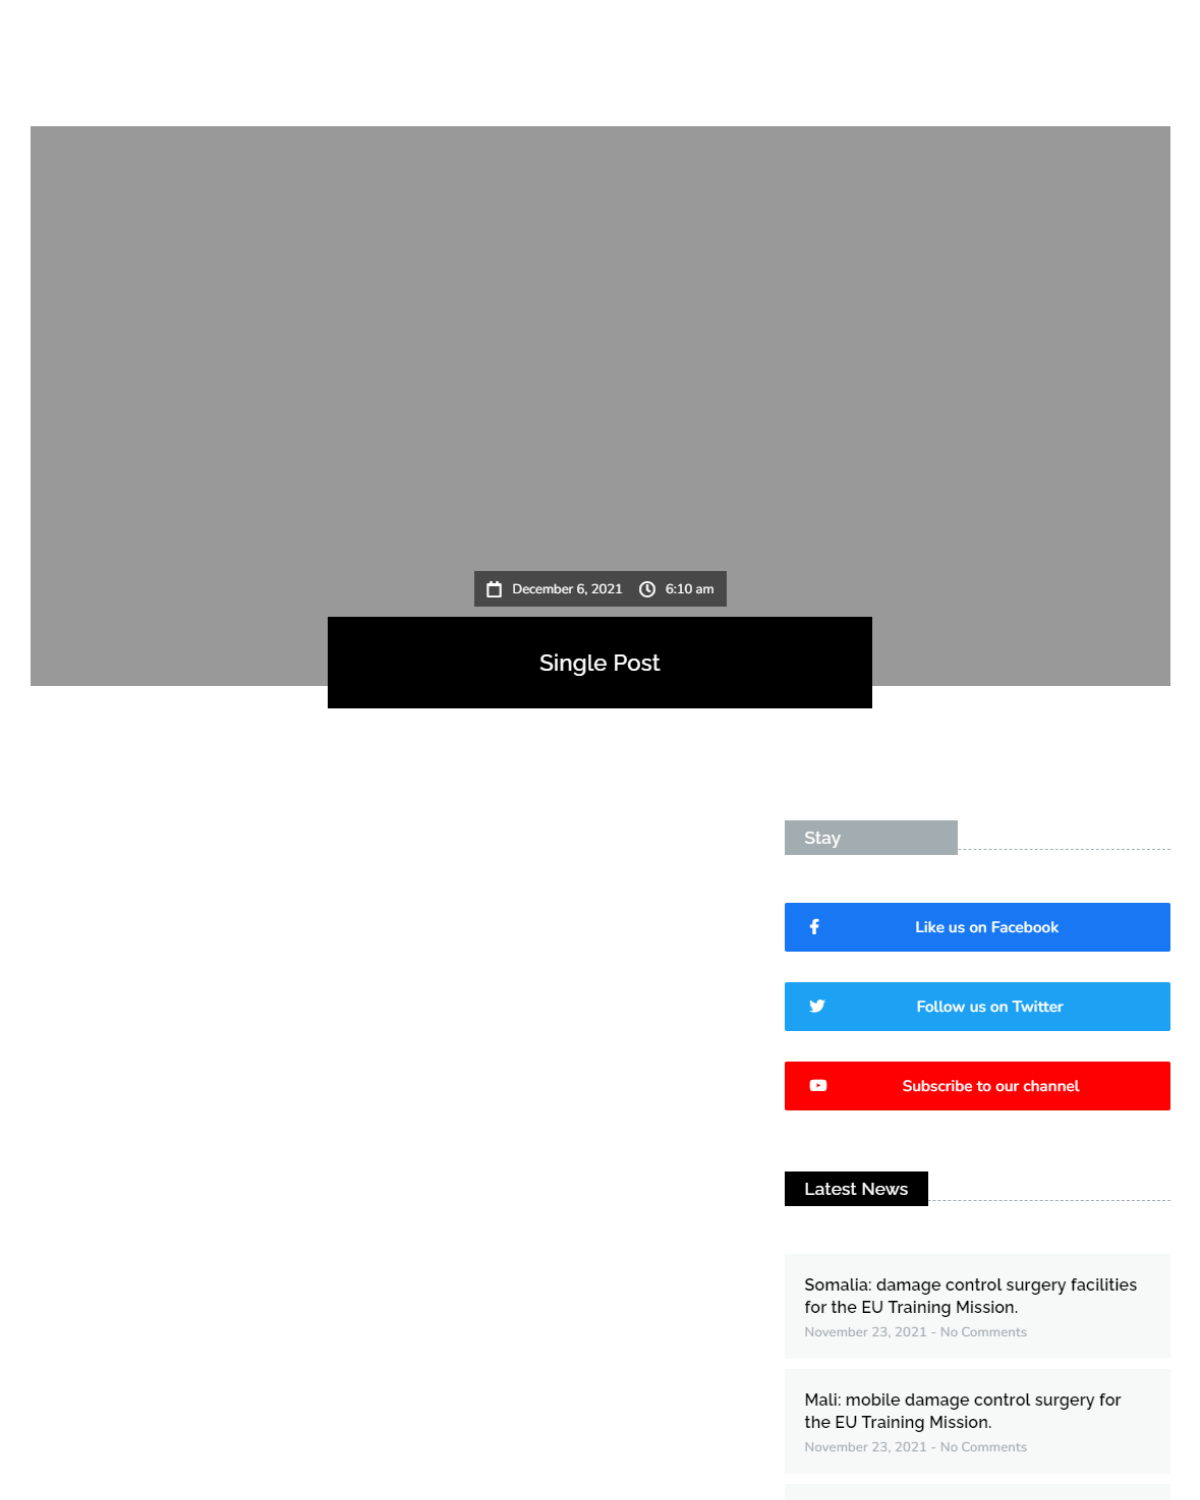 December 6, 2021 6:10 am
Single Post
Stay
Like us on Facebook
Follow us on Twitter
Subscribe to our channel
Latest News
Somalia: damage control surgery facilities
for the EU Training Mission.
November 23, 2021 - No Comments
Mali: mobile damage control surgery for
the EU Training Mission.
November 23, 2021 - No Comments